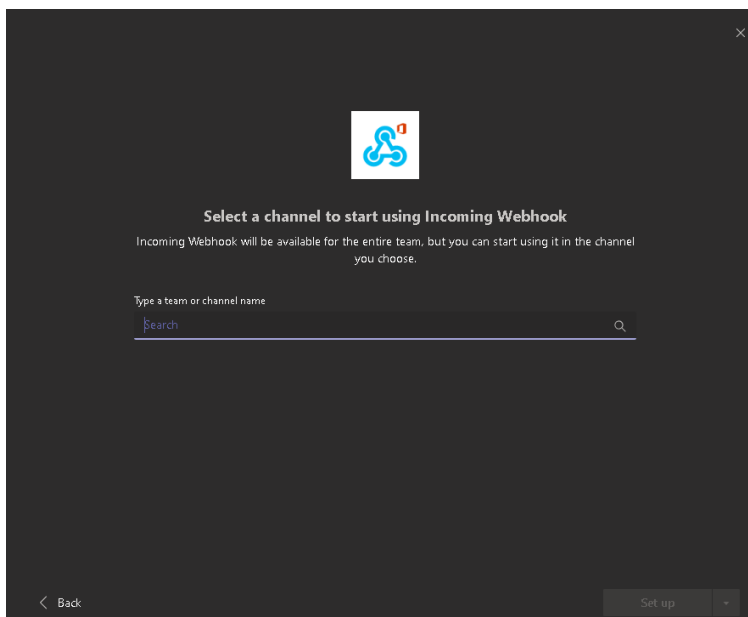 Select a channel to start using Incoming Webhook
Incoming Webhook will be available for the entire team, but you can start using it in the channel
you choose.
Type a team or channel name
Search
Back
Set up